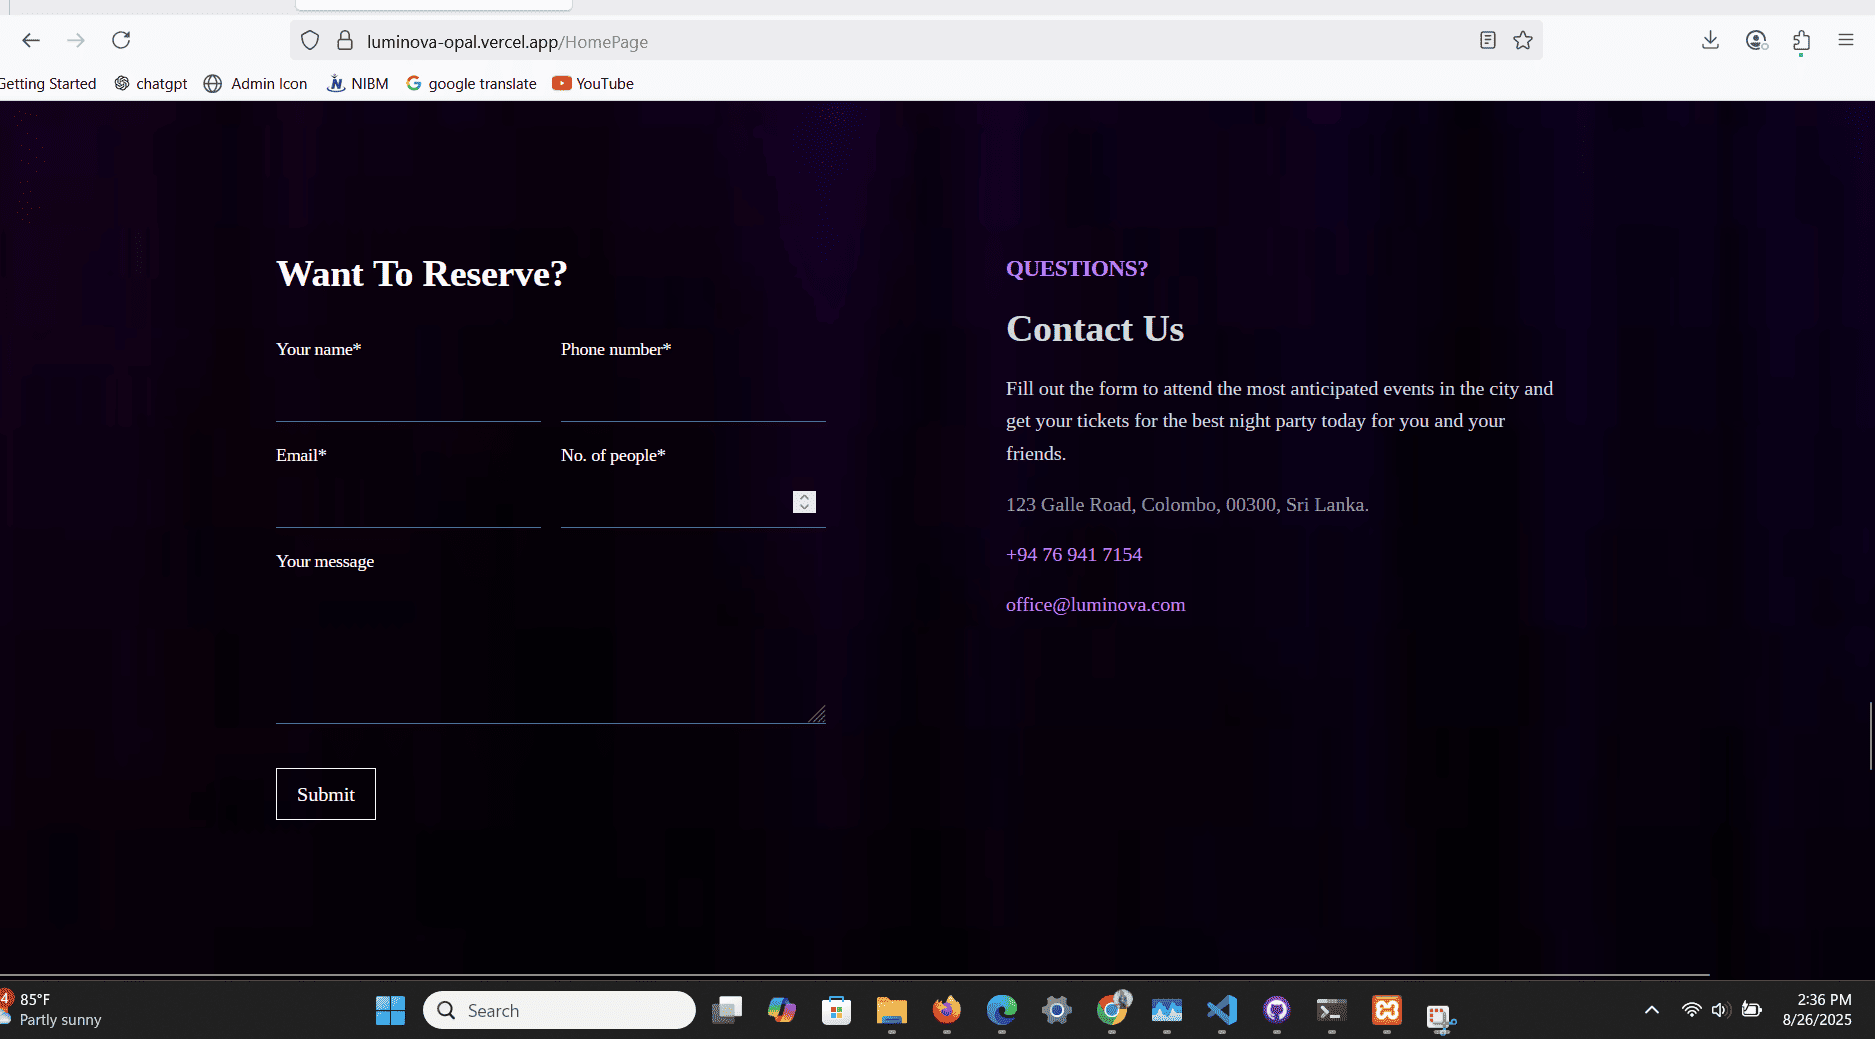 luminova-opal.vercel.app/HomePage
Getting Started chatgpt Admin Icon NIBM google translate YouTube
Want To Reserve?
Your name* Phone number*
Email* No. of people*
Your message
Submit
QUESTIONS?
Contact Us
Fill out the form to attend the most anticipated events in the city and
get your tickets for the best night party today for you and your
friends.
123 Galle Road, Colombo, 00300, Sri Lanka.
+94 76 941 7154
office@luminova.com
4
85°F
Partly sunny
Search
2:36 PM
8/26/2025